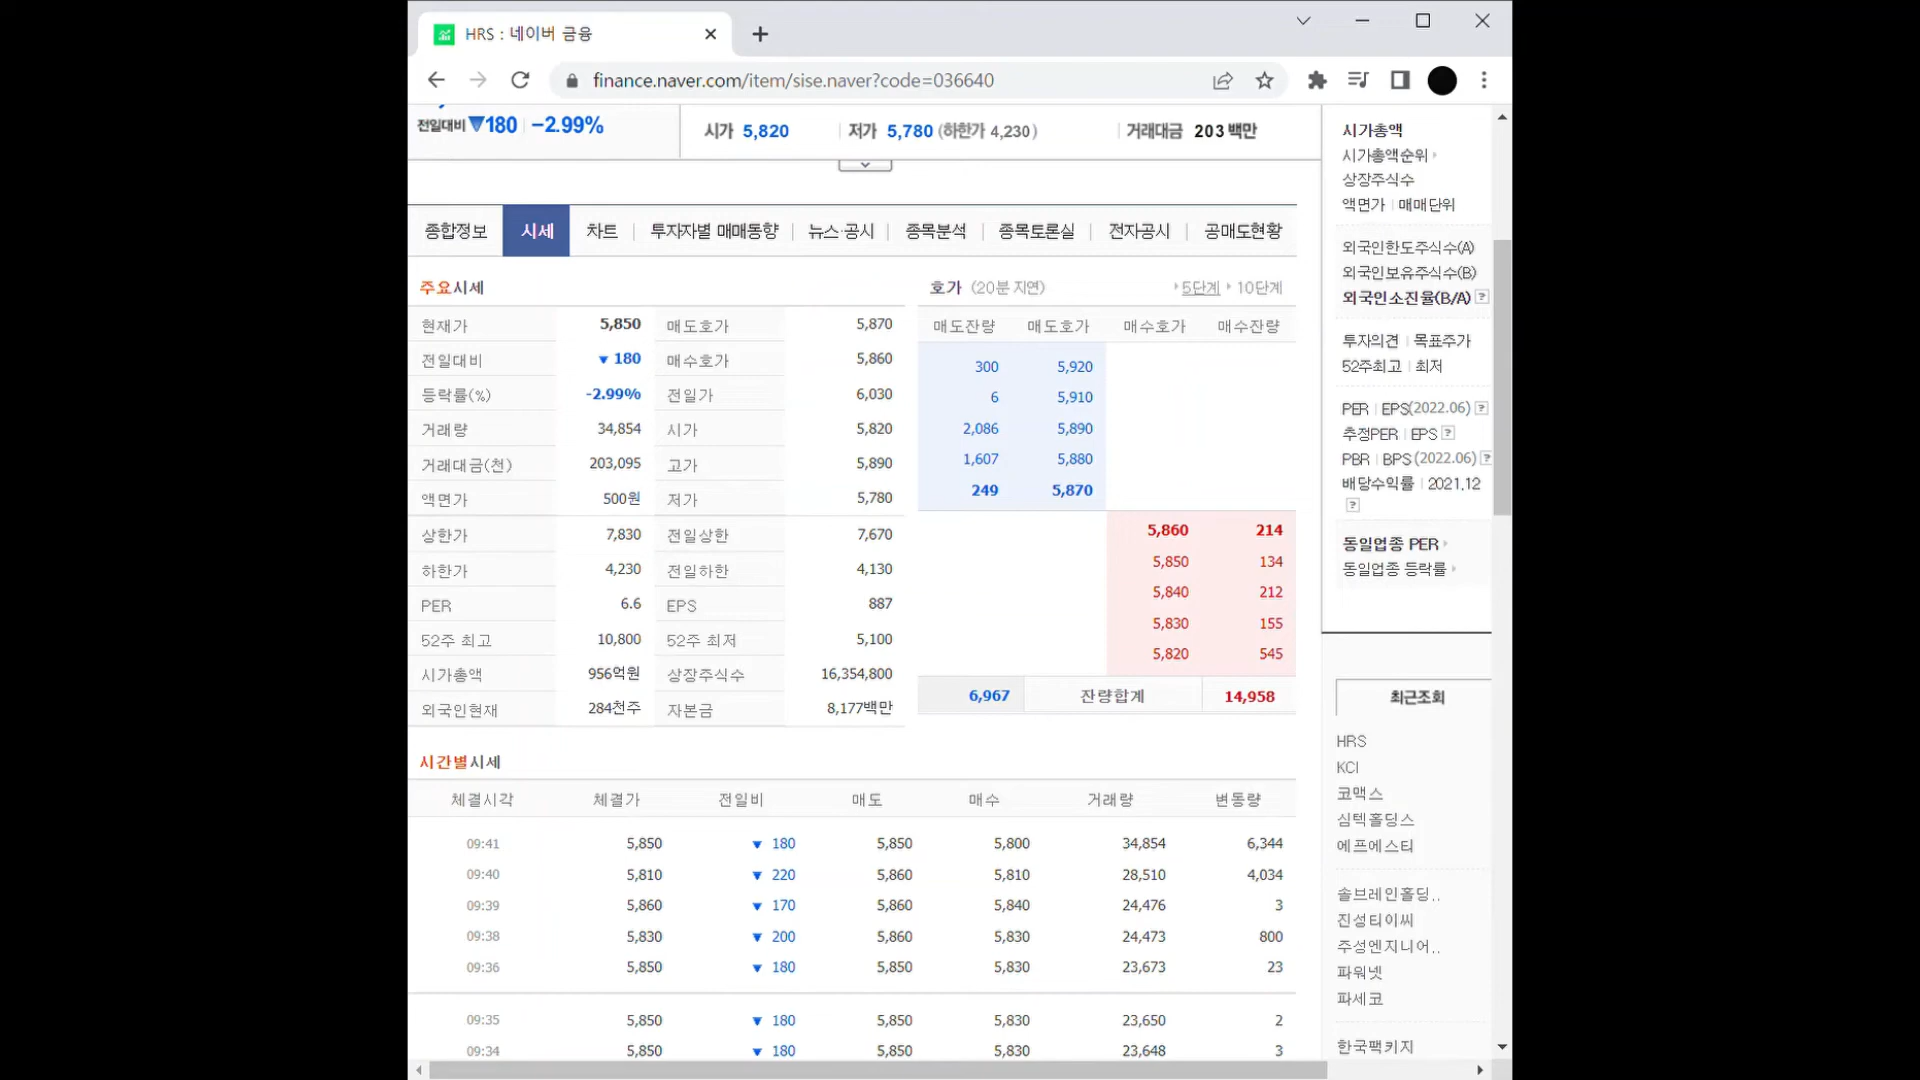 HRS : 네이버 금융
finance.naver.com/item/sise.naver?code=036640
전일대비 ▼180 -2.99%
시가 5,820 저가 5,780 (하한가 4,230) 거래대금 203 백만
종합정보 시세 차트 투자자별 매매동향 뉴스·공시 종목분석 종목토론실 전자공시 공매도현황
주요시세
현재가 5,850 매도호가 5,870
전일대비 ▼ 180 매수호가 5,860
등락률(%) -2.99% 전일가 6,030
거래량 34,854 시가 5,820
거래대금(천) 203,095 고가 5,890
액면가 500원 저가 5,780
상한가 7,830 전일상한 7,670
하한가 4,230 전일하한 4,130
PER 6.6 EPS 887
52주 최고 10,800 52주 최저 5,100
시가총액 956억원 상장주식수 16,354,800
외국인현재 284천주 자본금 8,177백만
호가 (20분 지연) 5단계 10단계
매도잔량 매도호가 매수호가 매수잔량
300 5,920
6 5,910
2,086 5,890
1,607 5,880
249 5,870
5,860 214
5,850 134
5,840 212
5,830 155
5,820 545
6,967 잔량합계 14,958
시간별시세
체결시각 체결가 전일비 매도 매수 거래량 변동량
09:41 5,850 ▼ 180 5,850 5,800 34,854 6,344
09:40 5,810 ▼ 220 5,860 5,810 28,510 4,034
09:39 5,860 ▼ 170 5,860 5,840 24,476 3
09:38 5,830 ▼ 200 5,860 5,830 24,473 800
09:36 5,850 ▼ 180 5,850 5,830 23,673 23
09:35 5,850 ▼ 180 5,850 5,830 23,650 2
09:34 5,850 ▼ 180 5,850 5,830 23,648 3
시가총액
시가총액순위
상장주식수
액면가 | 매매단위
외국인한도주식수(A)
외국인보유주식수(B)
외국인소진율(B/A) ?
투자의견 | 목표주가
52주최고 | 최저
PER | EPS(2022.06) ?
추정PER | EPS ?
PBR | BPS (2022.06) ?
배당수익률 | 2021.12
?
동일업종 PER
동일업종 등락률
최근조회
HRS
KCI
코맥스
심텍홀딩스
에프에스티
솔브레인홀딩..
진성티이씨
주성엔지니어..
파워넷
파세코
한국팩키지